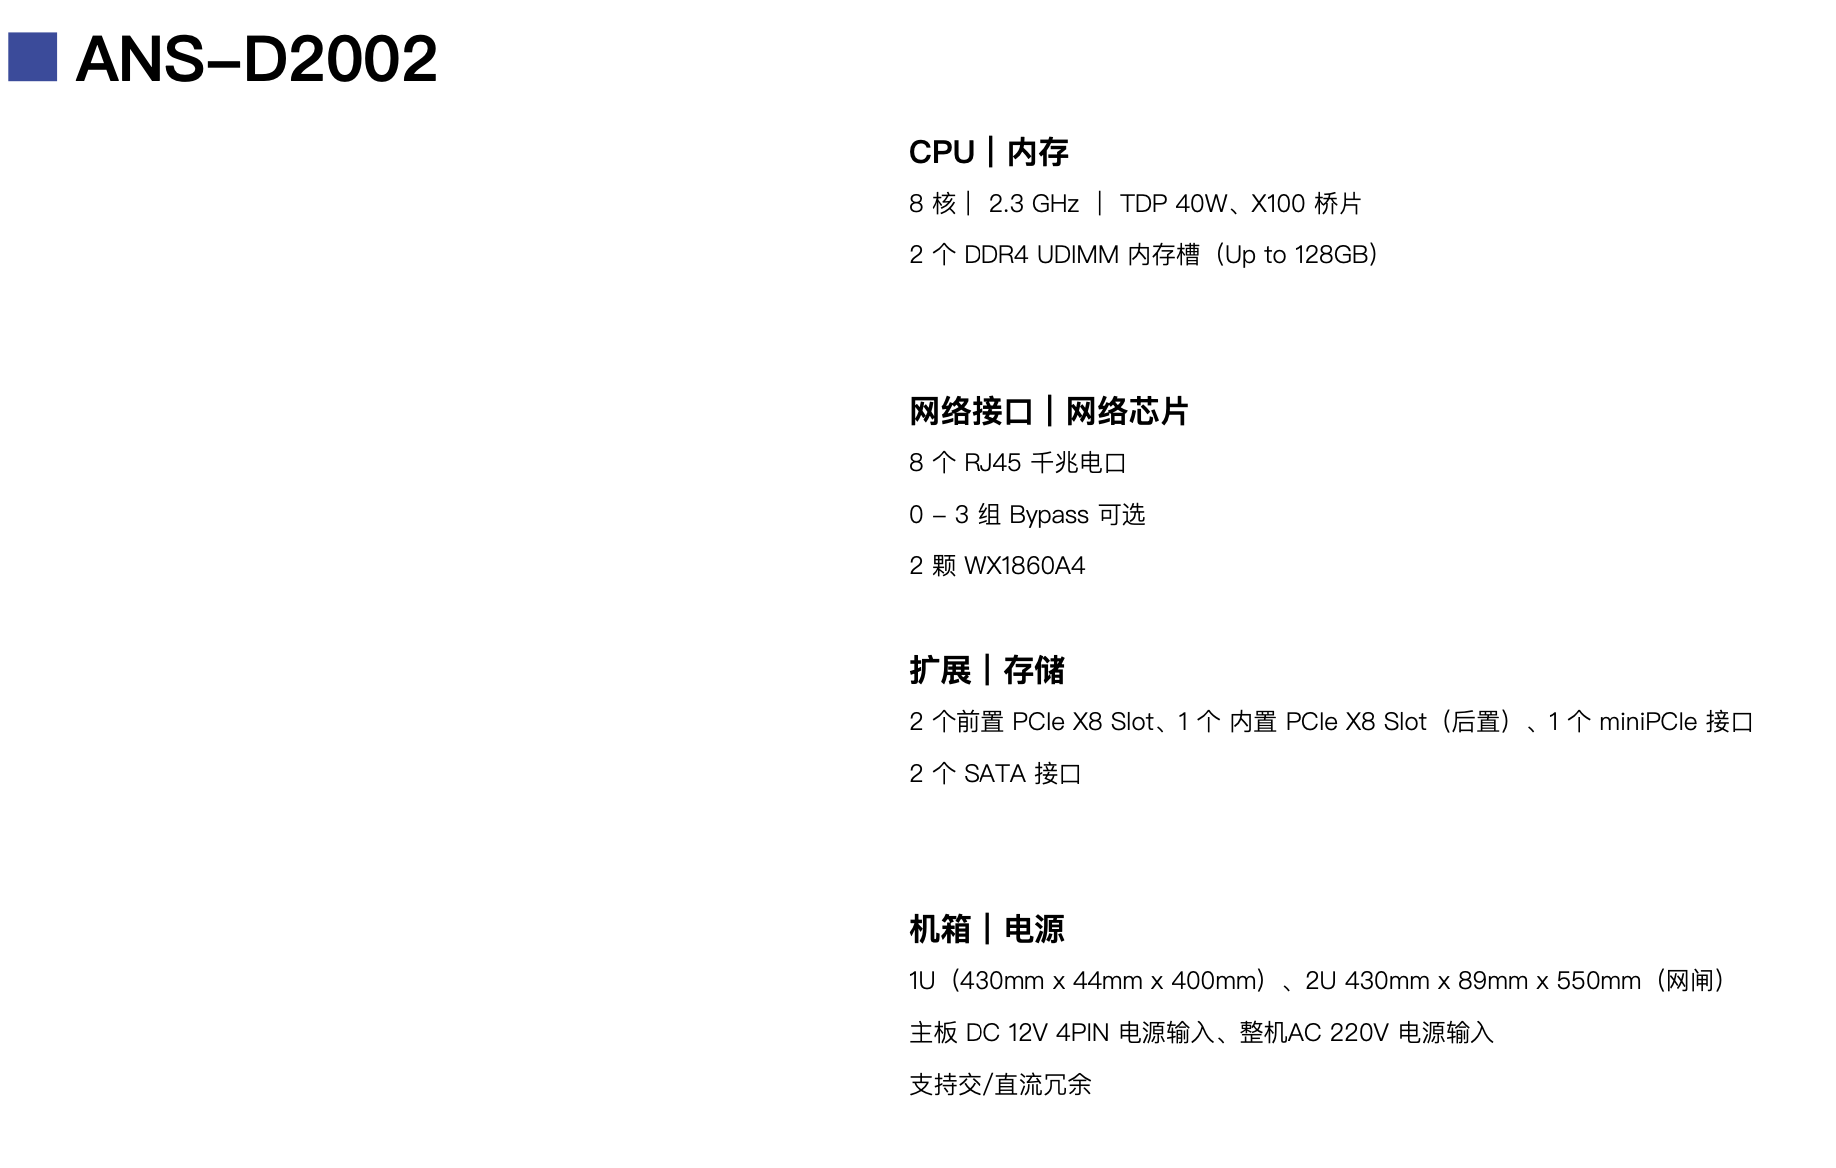 ANS–D2002
CPU｜内存
8 核｜ 2.3 GHz ｜ TDP 40W、X100 桥片
2 个 DDR4 UDIMM 内存槽（Up to 128GB）
网络接口｜网络芯片
8 个 RJ45 千兆电口
0 – 3 组 Bypass 可选
2 颗 WX1860A4
扩展｜存储
2 个前置 PCIe X8 Slot、1 个 内置 PCIe X8 Slot（后置）、1 个 miniPCIe 接口
2 个 SATA 接口
机箱｜电源
1U（430mm x 44mm x 400mm）、2U 430mm x 89mm x 550mm（网闸）
主板 DC 12V 4PIN 电源输入、整机AC 220V 电源输入
支持交/直流冗余